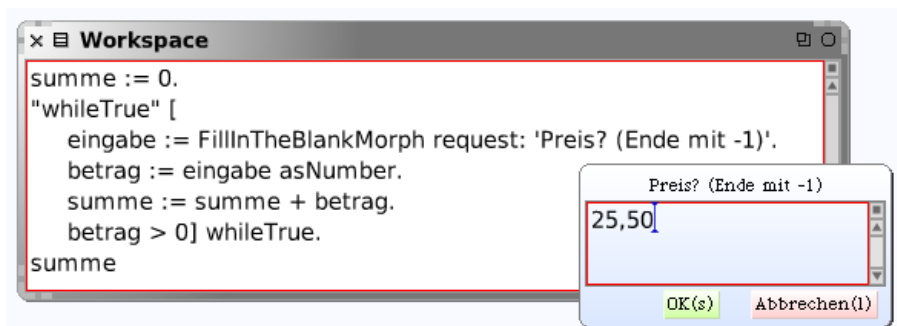 Workspace
summe := 0.
"whileTrue" [
eingabe := FillInTheBlankMorph request: 'Preis? (Ende mit -1)'.
betrag := eingabe asNumber.
summe := summe + betrag.
betrag > 0] whileTrue.
summe
Preis? (Ende mit -1)
25,50
OK(s) Abbrechen(l)